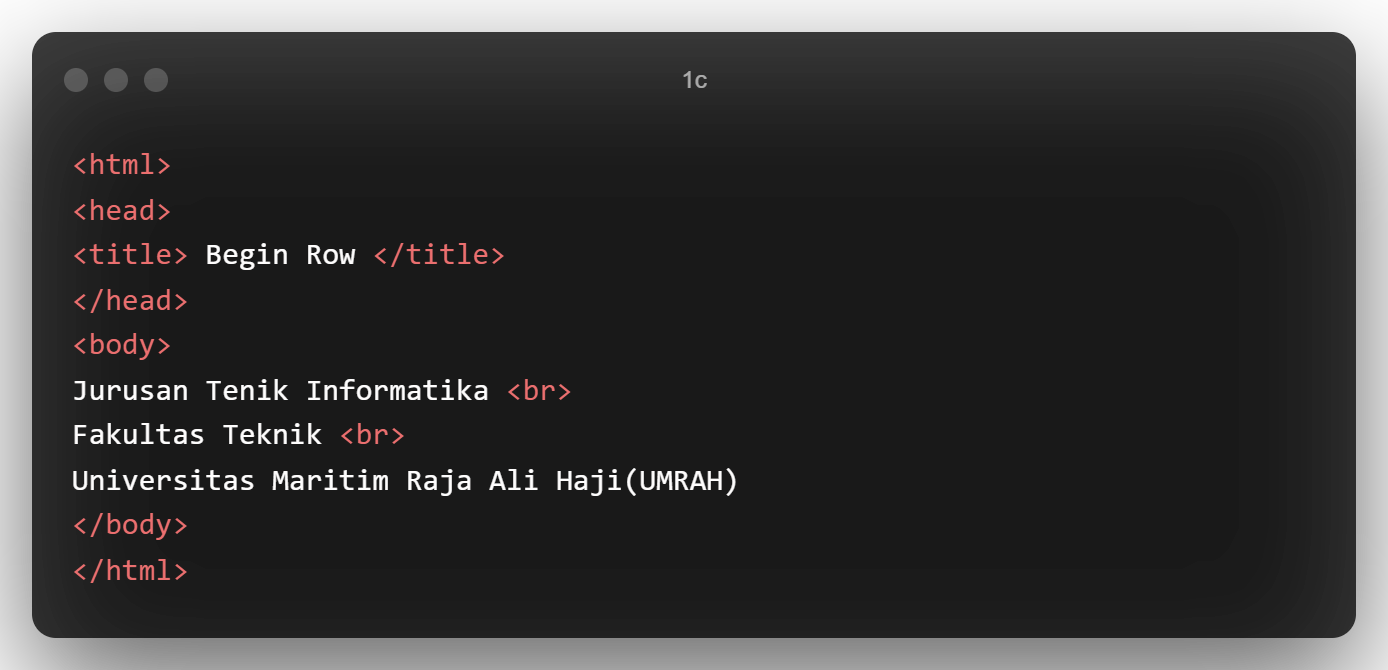 1c
<html>
<head>
<title> Begin Row </title>
</head>
<body>
Jurusan Tenik Informatika <br>
Fakultas Teknik <br>
Universitas Maritim Raja Ali Haji(UMRAH)
</body>
</html>